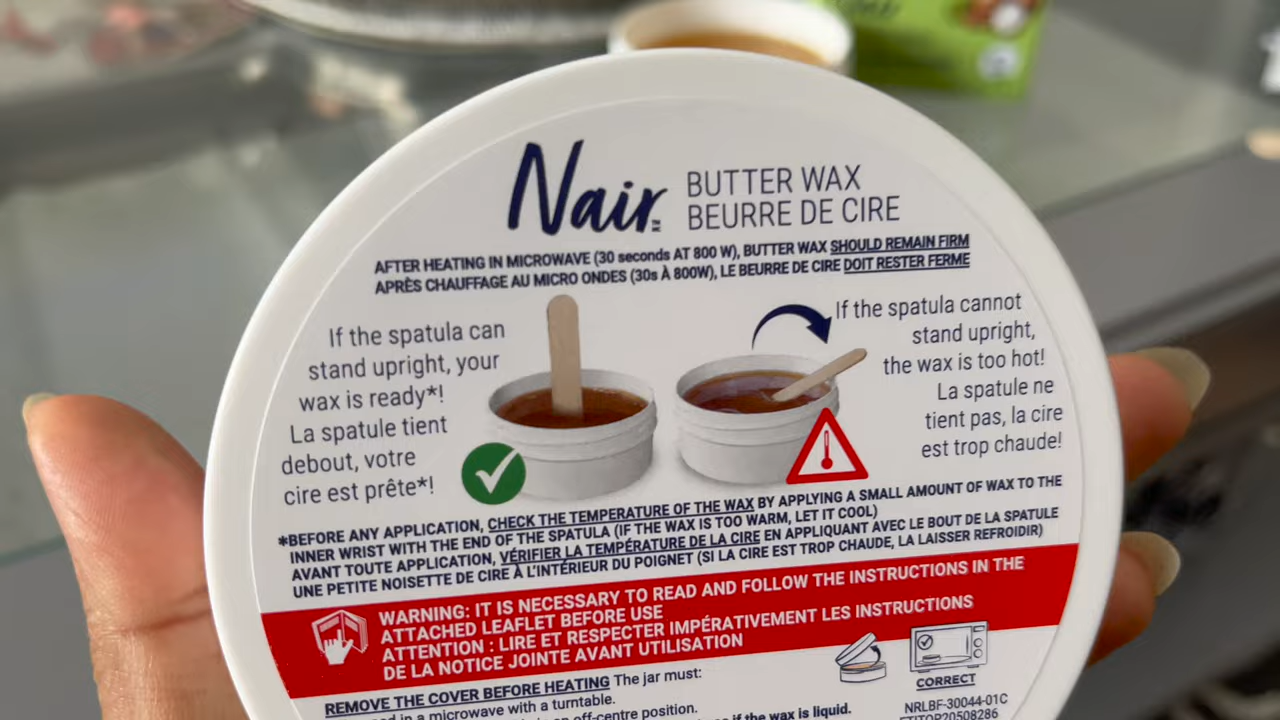 Nair™ BUTTER WAX
BEURRE DE CIRE
AFTER HEATING IN MICROWAVE (30 seconds AT 800 W), BUTTER WAX SHOULD REMAIN FIRM
APRÈS CHAUFFAGE AU MICRO ONDES (30s À 800W), LE BEURRE DE CIRE DOIT RESTER FERME
If the spatula can
stand upright, your
wax is ready*!
La spatule tient
debout, votre
cire est prête*!
If the spatula cannot
stand upright,
the wax is too hot!
La spatule ne
tient pas, la cire
est trop chaude!
*BEFORE ANY APPLICATION, CHECK THE TEMPERATURE OF THE WAX BY APPLYING A SMALL AMOUNT OF WAX TO THE
INNER WRIST WITH THE END OF THE SPATULA (IF THE WAX IS TOO WARM, LET IT COOL)
AVANT TOUTE APPLICATION, VÉRIFIER LA TEMPÉRATURE DE LA CIRE EN APPLIQUANT AVEC LE BOUT DE LA SPATULE
UNE PETITE NOISETTE DE CIRE À L'INTÉRIEUR DU POIGNET (SI LA CIRE EST TROP CHAUDE, LA LAISSER REFROIDIR)
WARNING: IT IS NECESSARY TO READ AND FOLLOW THE INSTRUCTIONS IN THE
ATTACHED LEAFLET BEFORE USE
ATTENTION : LIRE ET RESPECTER IMPÉRATIVEMENT LES INSTRUCTIONS
DE LA NOTICE JOINTE AVANT UTILISATION
REMOVE THE COVER BEFORE HEATING The jar must:
in a microwave with a turntable.
off-centre position.
if the wax is liquid.
CORRECT
NRLBF-30044-01C